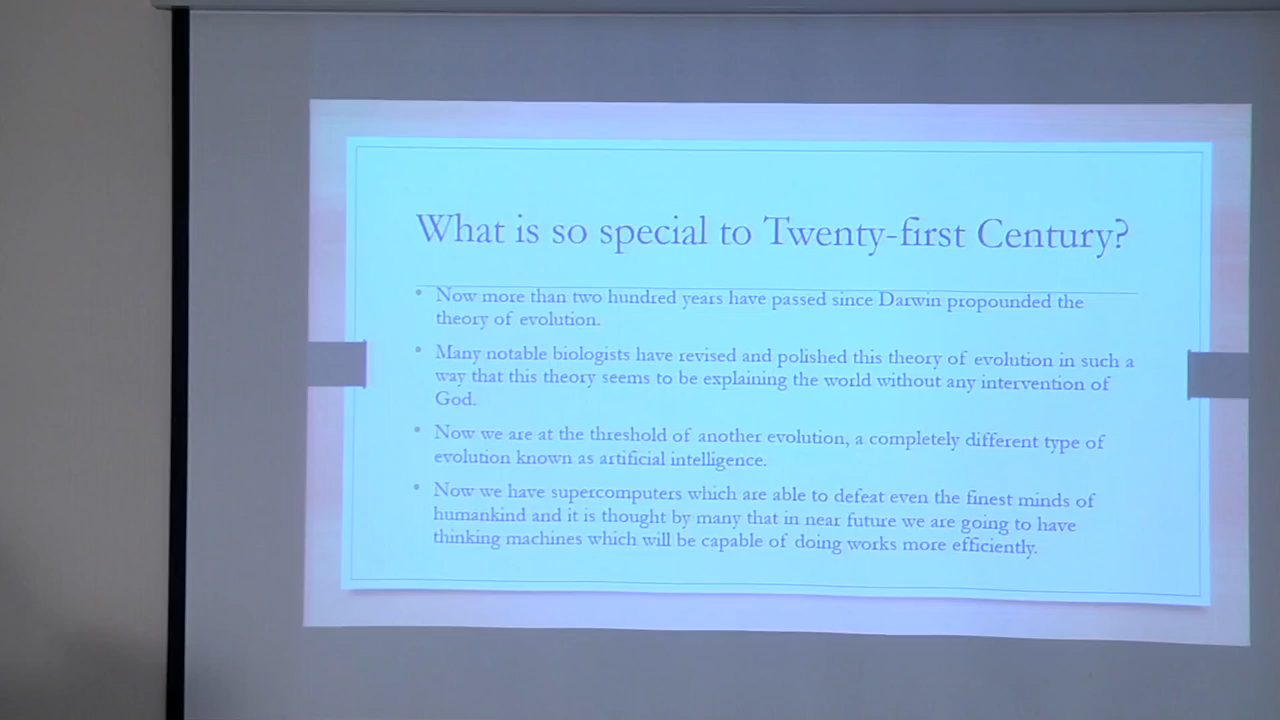 What is so special to Twenty-first Century?
• Now more than two hundred years have passed since Darwin propounded the
theory of evolution.
• Many notable biologists have revised and polished this theory of evolution in such a
way that this theory seems to be explaining the world without any intervention of
God.
• Now we are at the threshold of another evolution, a completely different type of
evolution known as artificial intelligence.
• Now we have supercomputers which are able to defeat even the finest minds of
humankind and it is thought by many that in near future we are going to have
thinking machines which will be capable of doing works more efficiently.